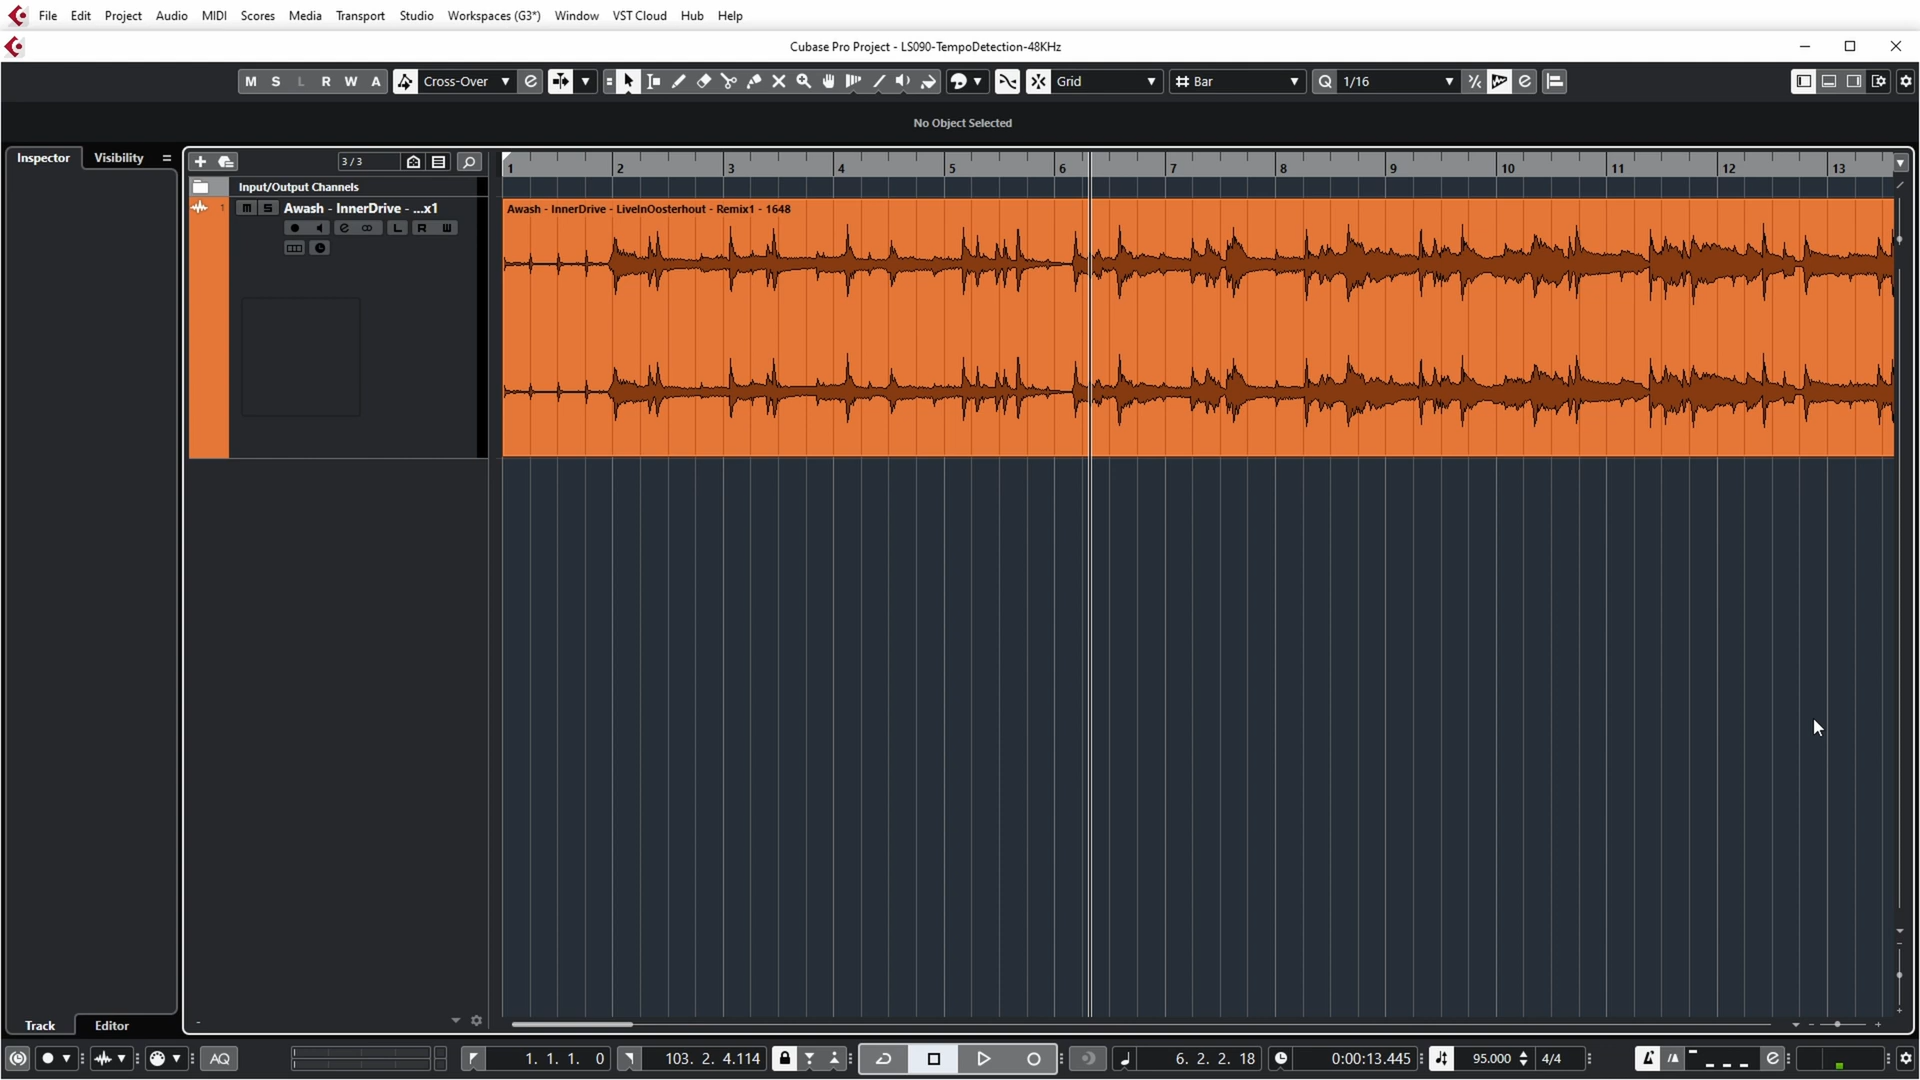 File Edit Project Audio MIDI Scores Media Transport Studio Workspaces (G3*) Window VST Cloud Hub Help
Cubase Pro Project - LS090-TempoDetection-48KHz
M S L R W A Cross-Over Grid Bar Q 1/16
No Object Selected
Inspector Visibility 3/3 1 2 3 4 5 6 7 8 9 10 11 12 13
Input/Output Channels
1 m S Awash - InnerDrive - ...x1 Awash - InnerDrive - LiveInOosterhout - Remix1 - 1648
L R
Track Editor
AQ 1. 1. 1. 0 103. 2. 4.114 6. 2. 2. 18 0:00:13.445 95.000 4/4